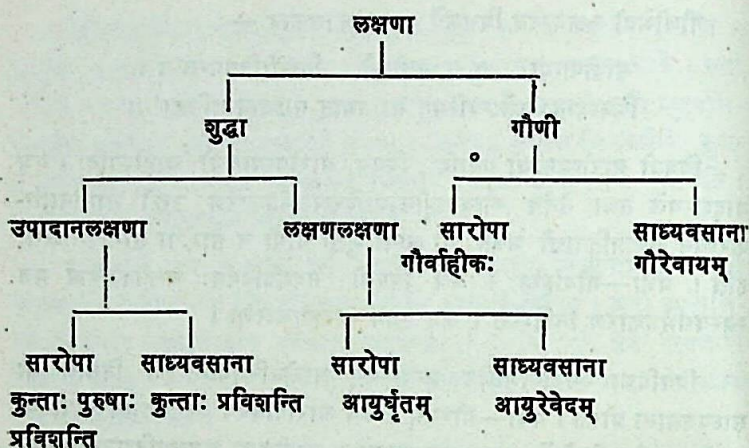 लक्षणा
शुद्धा गौणी
उपादानलक्षणा लक्षणलक्षणा सारोपा साध्यवसाना
गौर्वाहीकः गौरेवायम्
सारोपा साध्यवसाना सारोपा साध्यवसाना
कुन्ताः पुरुषाः कुन्ताः प्रविशन्ति आयुर्घृतम् आयुरेवेदम्
प्रविशन्ति